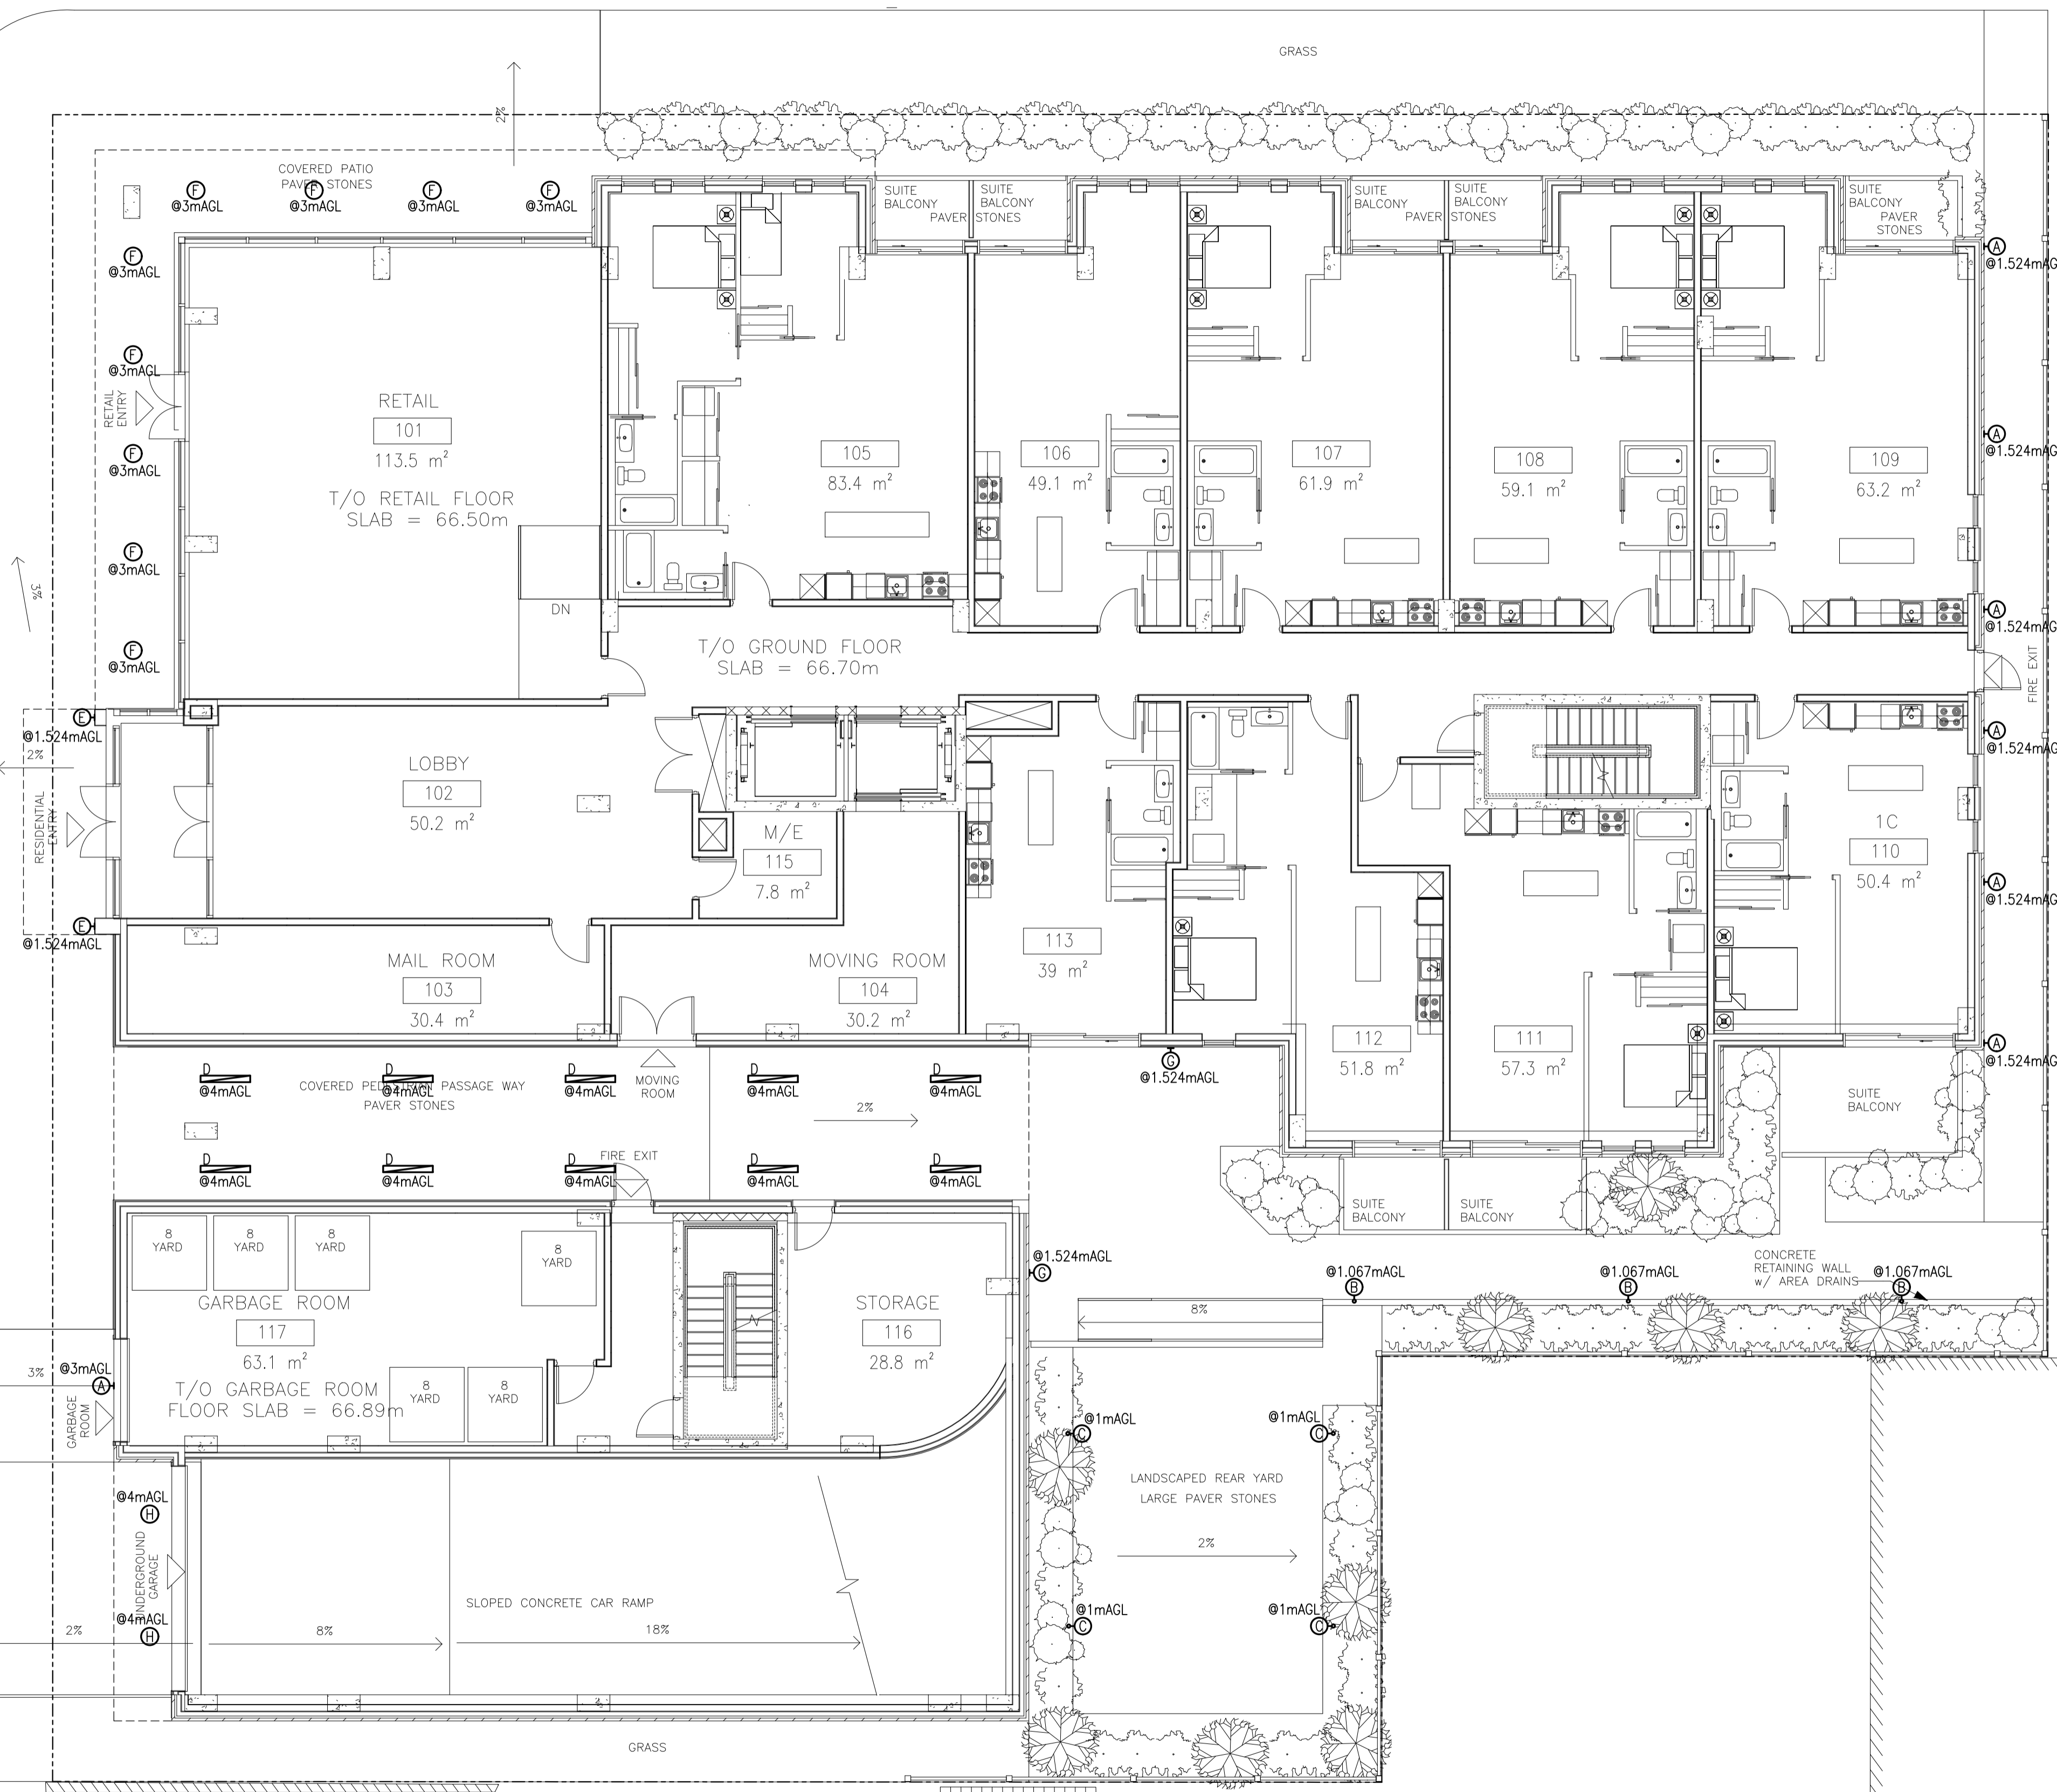 GRASS
2%
COVERED PATIO
PAVER STONES
F
@3mAGL
F
@3mAGL
F
@3mAGL
F
@3mAGL
SUITE
BALCONY
SUITE
BALCONY
PAVER STONES
SUITE
BALCONY
SUITE
BALCONY
PAVER STONES
SUITE
BALCONY
PAVER
STONES
F
@3mAGL
A
@1.524mAG
F
@3mAGL
RETAIL
ENTRY
RETAIL
101
113.5 m²
T/O RETAIL FLOOR
SLAB = 66.50m
F
@3mAGL
105
83.4 m²
106
49.1 m²
107
61.9 m²
108
59.1 m²
109
63.2 m²
A
@1.524mAG
F
@3mAGL
3%
DN
A
@1.524mAG
F
@3mAGL
T/O GROUND FLOOR
SLAB = 66.70m
FIRE EXIT
E
@1.524mAGL
2%
A
@1.524mAG
LOBBY
102
50.2 m²
RESIDENTIAL
ENTRY
M/E
115
7.8 m²
1C
110
50.4 m²
A
@1.524mAG
E
@1.524mAGL
MAIL ROOM
103
30.4 m²
MOVING ROOM
104
30.2 m²
113
39 m²
112
51.8 m²
111
57.3 m²
A
@1.524mAG
G
@1.524mAGL
D
@4mAGL
D
@4mAGL
D
@4mAGL
D
@4mAGL
D
@4mAGL
COVERED PEDESTRIAN PASSAGE WAY
PAVER STONES
MOVING
ROOM
2%
SUITE
BALCONY
FIRE EXIT
D
@4mAGL
D
@4mAGL
D
@4mAGL
D
@4mAGL
D
@4mAGL
SUITE
BALCONY
SUITE
BALCONY
8
YARD
8
YARD
8
YARD
8
YARD
@1.524mAGL
G
@1.067mAGL
B
@1.067mAGL
B
@1.067mAGL
B
CONCRETE
RETAINING WALL
w/ AREA DRAINS
GARBAGE ROOM
117
63.1 m²
STORAGE
116
28.8 m²
8%
3%
@3mAGL
A
GARBAGE
ROOM
T/O GARBAGE ROOM
FLOOR SLAB = 66.89m
8
YARD
8
YARD
@1mAGL
C
@1mAGL
C
LANDSCAPED REAR YARD
LARGE PAVER STONES
2%
@4mAGL
H
UNDERGROUND
GARAGE
@4mAGL
H
SLOPED CONCRETE CAR RAMP
2%
8%
18%
@1mAGL
C
@1mAGL
C
GRASS